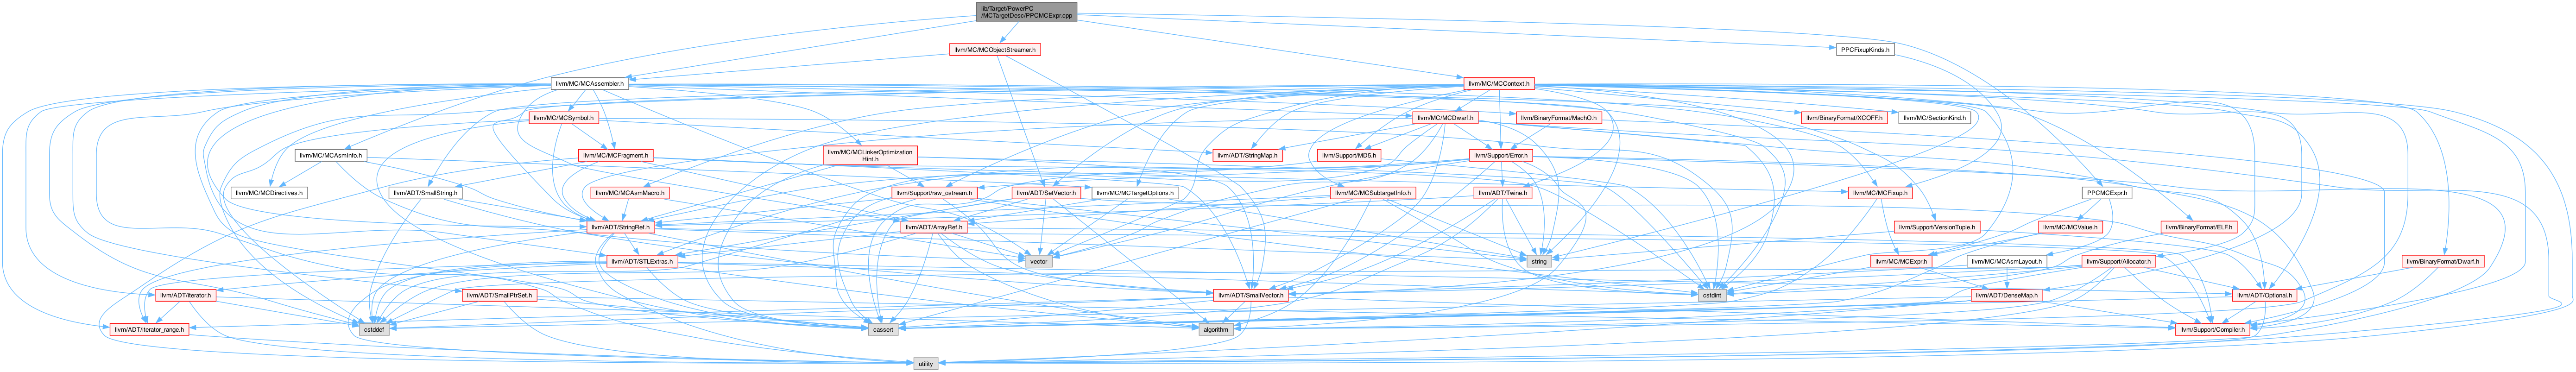 lib/Target/PowerPC
/MCTargetDesc/PPCMCExpr.cpp
llvm/MC/MCObjectStreamer.h
PPCFixupKinds.h
llvm/MC/MCAssembler.h
llvm/MC/MCContext.h
llvm/MC/MCSymbol.h
llvm/MC/MCDwarf.h
llvm/BinaryFormat/MachO.h
llvm/BinaryFormat/XCOFF.h
llvm/MC/SectionKind.h
llvm/MC/MCAsmInfo.h
llvm/MC/MCFragment.h
llvm/MC/MCLinkerOptimization
Hint.h
llvm/ADT/StringMap.h
llvm/Support/MD5.h
llvm/Support/Error.h
llvm/MC/MCDirectives.h
llvm/ADT/SmallString.h
llvm/MC/MCAsmMacro.h
llvm/Support/raw_ostream.h
llvm/ADT/SetVector.h
llvm/MC/MCTargetOptions.h
llvm/MC/MCSubtargetInfo.h
llvm/ADT/Twine.h
llvm/MC/MCFixup.h
PPCMCExpr.h
llvm/ADT/StringRef.h
llvm/ADT/ArrayRef.h
llvm/Support/VersionTuple.h
llvm/MC/MCValue.h
llvm/BinaryFormat/ELF.h
llvm/ADT/STLExtras.h
vector
string
llvm/MC/MCExpr.h
llvm/MC/MCAsmLayout.h
llvm/Support/Allocator.h
llvm/BinaryFormat/Dwarf.h
llvm/ADT/iterator.h
llvm/ADT/SmallPtrSet.h
llvm/ADT/SmallVector.h
cstdint
llvm/ADT/DenseMap.h
llvm/ADT/Optional.h
llvm/ADT/iterator_range.h
cstddef
cassert
algorithm
llvm/Support/Compiler.h
utility